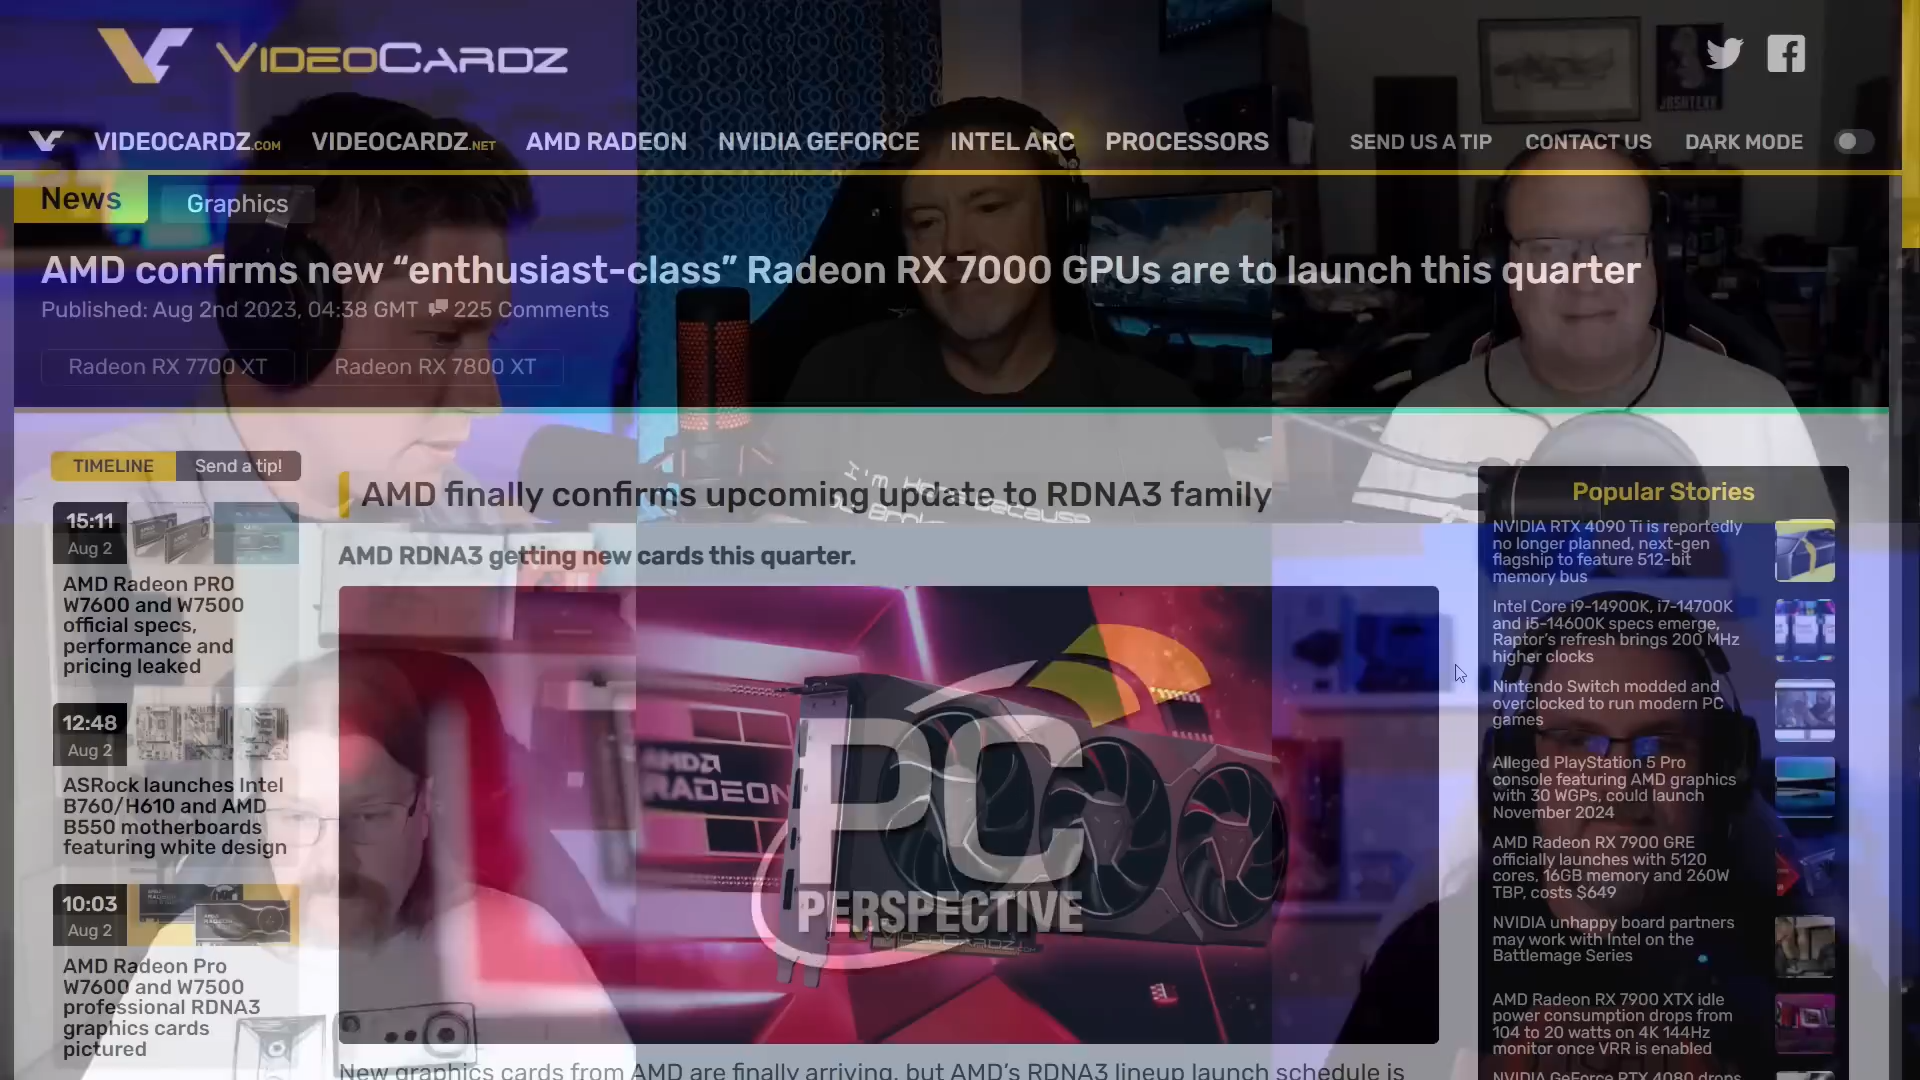 VIDEOCARDZ
VIDEOCARDZ.COM VIDEOCARDZ.NET AMD RADEON NVIDIA GEFORCE INTEL ARC PROCESSORS SEND US A TIP CONTACT US DARK MODE
News Graphics
AMD confirms new “enthusiast-class” Radeon RX 7000 GPUs are to launch this quarter
Published: Aug 2nd 2023, 04:38 GMT 225 Comments
Radeon RX 7700 XT Radeon RX 7800 XT
TIMELINE Send a tip!
15:11
Aug 2
AMD Radeon PRO
W7600 and W7500
official specs,
performance and
pricing leaked
12:48
Aug 2
ASRock launches Intel
B760/H610 and AMD
B550 motherboards
featuring white design
10:03
Aug 2
AMD Radeon Pro
W7600 and W7500
professional RDNA3
graphics cards
pictured
AMD finally confirms upcoming update to RDNA3 family
AMD RDNA3 getting new cards this quarter.
AMD
RADEON
PC
PERSPECTIVE
VIDEOCARDZ
New graphics cards from AMD are finally arriving, but AMD’s RDNA3 lineup launch schedule is
Popular Stories
NVIDIA RTX 4090 Ti is reportedly
no longer planned, next-gen
flagship to feature 512-bit
memory bus
Intel Core i9-14900K, i7-14700K
and i5-14600K specs emerge,
Raptor’s refresh brings 200 MHz
higher clocks
Nintendo Switch modded and
overclocked to run modern PC
games
Alleged PlayStation 5 Pro
console featuring AMD graphics
with 30 WGPs, could launch
November 2024
AMD Radeon RX 7900 GRE
officially launches with 5120
cores, 16GB memory and 260W
TBP, costs $649
NVIDIA unhappy board partners
may work with Intel on the
Battlemage Series
AMD Radeon RX 7900 XTX idle
power consumption drops from
104 to 20 watts on 4K 144Hz
monitor once VRR is enabled
NVIDIA GeForce RTX 4080 drops